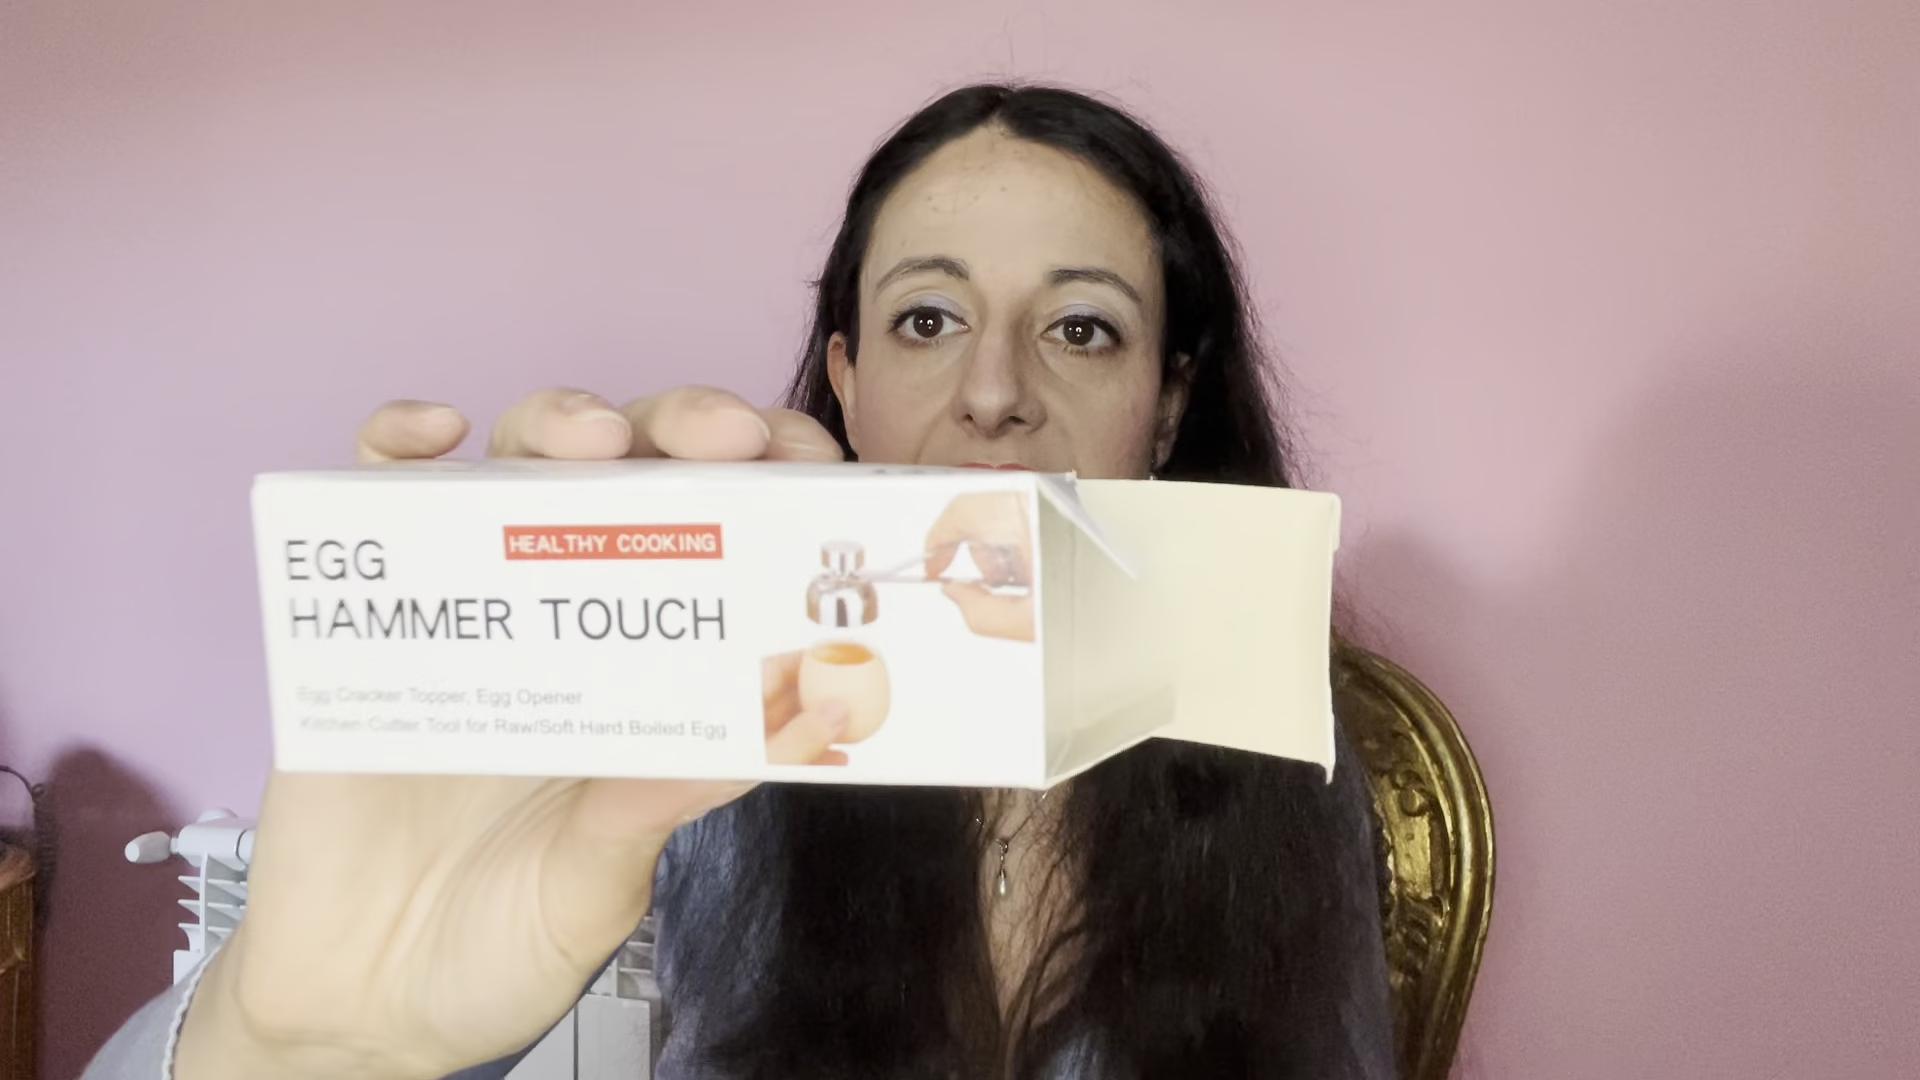 EGG
HEALTHY COOKING
HAMMER TOUCH
Egg Cracker Topper, Egg Opener
Kitchen Cutter Tool for Raw/Soft Hard Boiled Egg